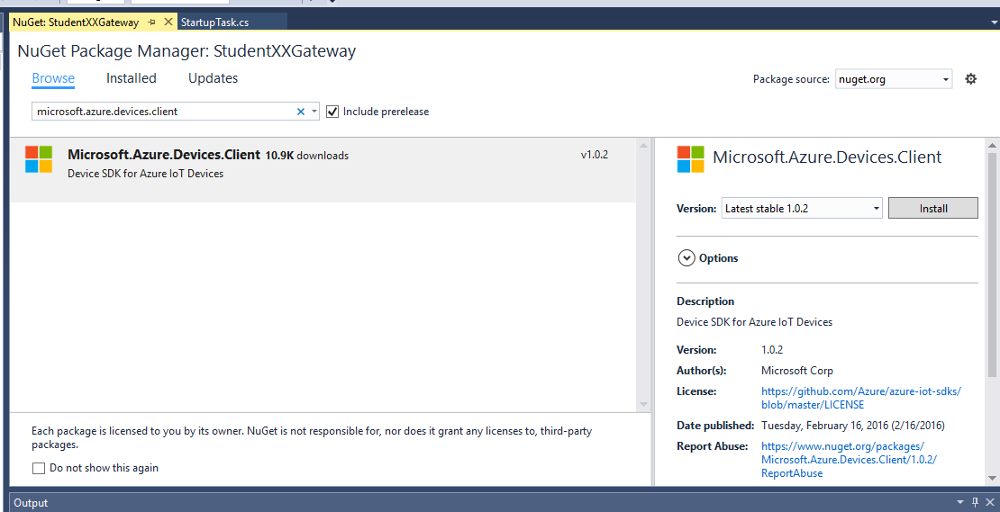 NuGet: StudentXXGateway
StartupTask.cs
NuGet Package Manager: StudentXXGateway
Browse
Installed
Updates
Package source:
nuget.org
microsoft.azure.devices.client
Include prerelease
Microsoft.Azure.Devices.Client 10.9K downloads
v1.0.2
Device SDK for Azure IoT Devices
Each package is licensed to you by its owner. NuGet is not responsible for, nor does it grant any licenses to, third-party
packages.
Do not show this again
Microsoft.Azure.Devices.Client
Version:
Latest stable 1.0.2
Install
Options
Description
Device SDK for Azure IoT Devices
Version: 1.0.2
Author(s): Microsoft Corp
License: https://github.com/Azure/azure-iot-sdks/
blob/master/LICENSE
Date published: Tuesday, February 16, 2016 (2/16/2016)
Report Abuse: https://www.nuget.org/packages/
Microsoft.Azure.Devices.Client/1.0.2/
ReportAbuse
Output